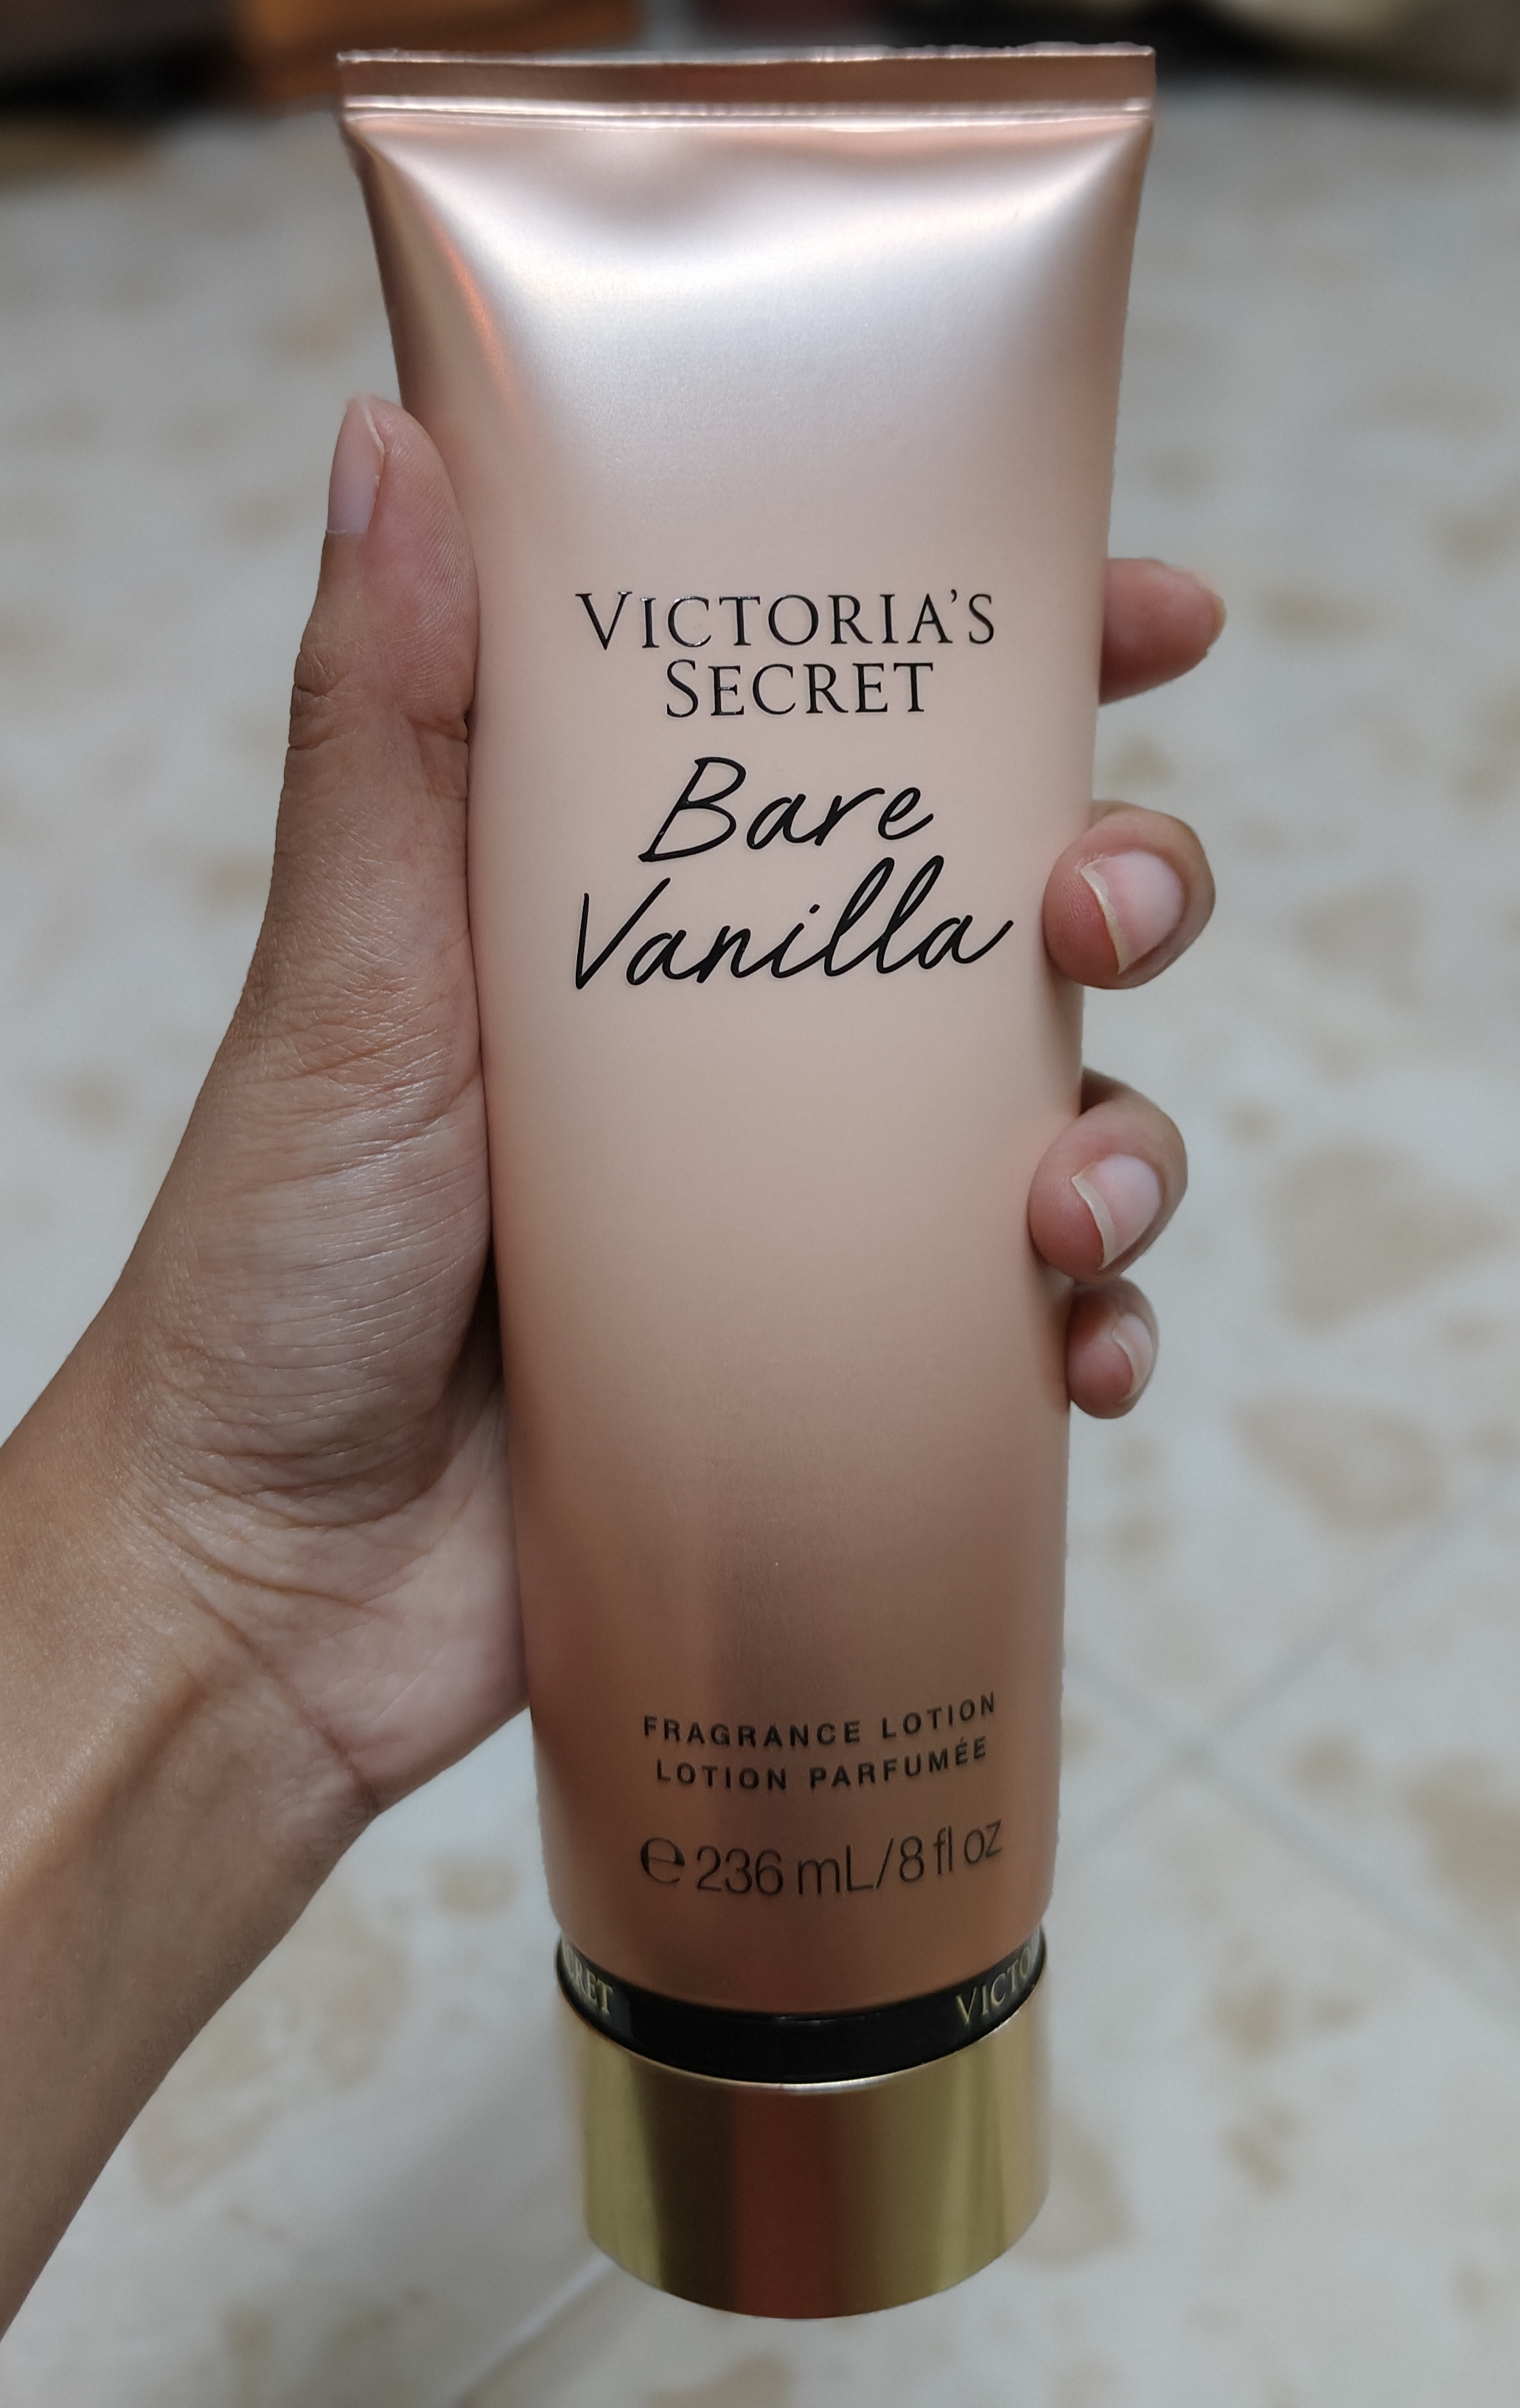 VICTORIA'S
SECRET
Bare
Vanilla
FRAGRANCE LOTION
LOTION PARFUMÉE
℮ 236 mL/8 fl oz